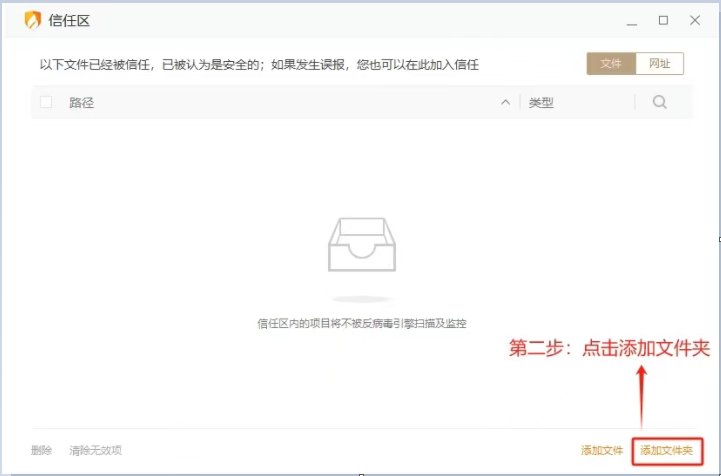 信任区
以下文件已经被信任，已被认为是安全的；如果发生误报，您也可以在此加入信任
文件 网址
路径 类型
信任区内的项目将不被反病毒引擎扫描及监控
第二步：点击添加文件夹
删除 清除无效项 添加文件 添加文件夹